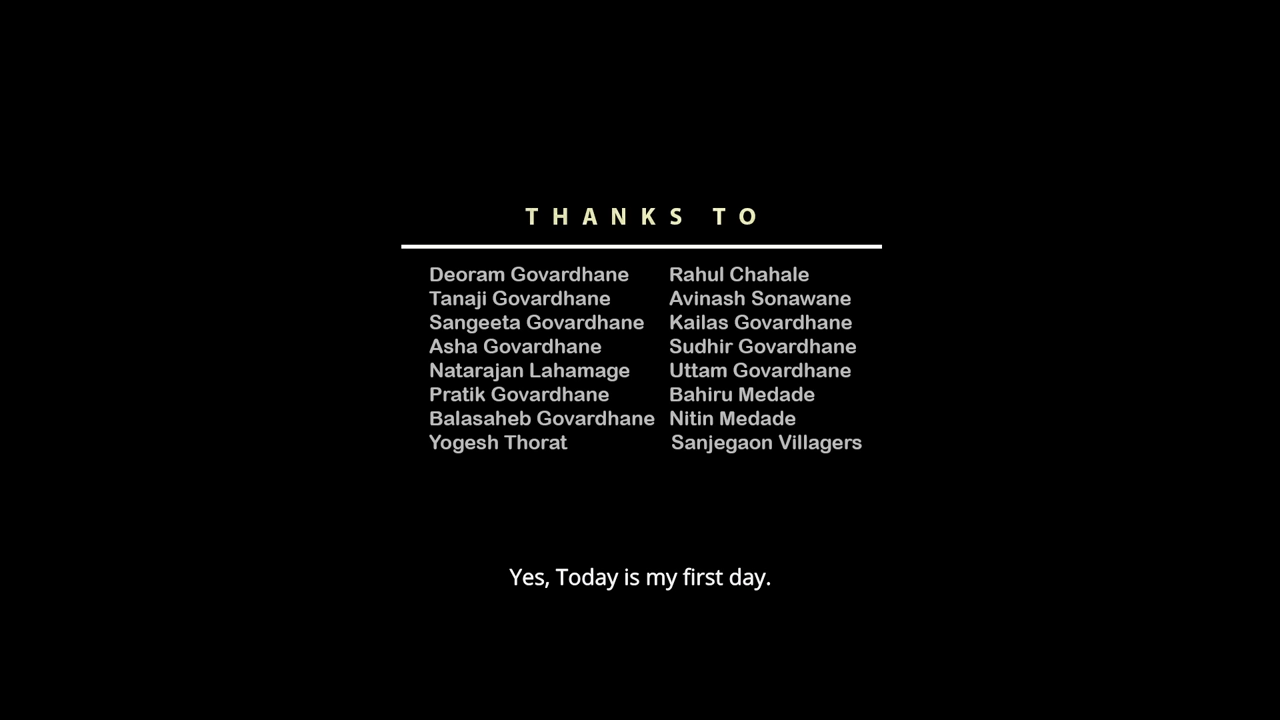 THANKS TO
Deoram Govardhane
Tanaji Govardhane
Sangeeta Govardhane
Asha Govardhane
Natarajan Lahamage
Pratik Govardhane
Balasaheb Govardhane
Yogesh Thorat
Rahul Chahale
Avinash Sonawane
Kailas Govardhane
Sudhir Govardhane
Uttam Govardhane
Bahiru Medade
Nitin Medade
Sanjegaon Villagers
Yes, Today is my first day.